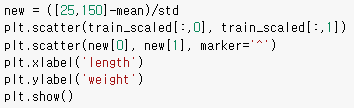 new = ([25,150]-mean)/std
plt.scatter(train_scaled[:,0], train_scaled[:,1])
plt.scatter(new[0], new[1], marker='^')
plt.xlabel('length')
plt.ylabel('weight')
plt.show()